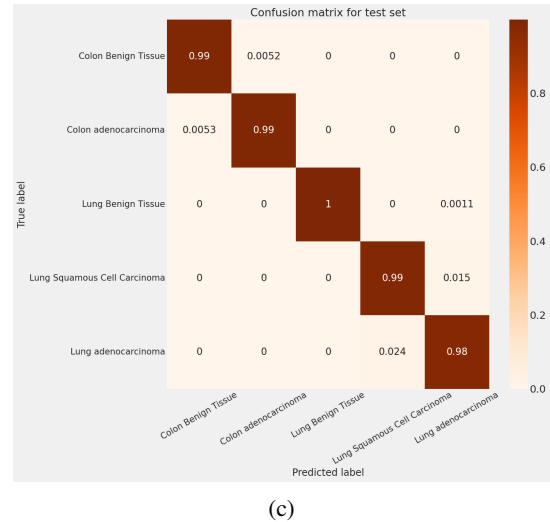 Confusion matrix for test set
Colon Benign Tissue 0.99 0.0052 0 0 0
Colon adenocarcinoma 0.0053 0.99 0 0 0
Lung Benign Tissue 0 0 1 0 0.0011
Lung Squamous Cell Carcinoma 0 0 0 0.99 0.015
Lung adenocarcinoma 0 0 0 0.024 0.98
True label
Colon Benign Tissue
Colon adenocarcinoma
Lung Benign Tissue
Lung Squamous Cell Carcinoma
Lung adenocarcinoma
Predicted label
0.8
0.6
0.4
0.2
0.0
(c)